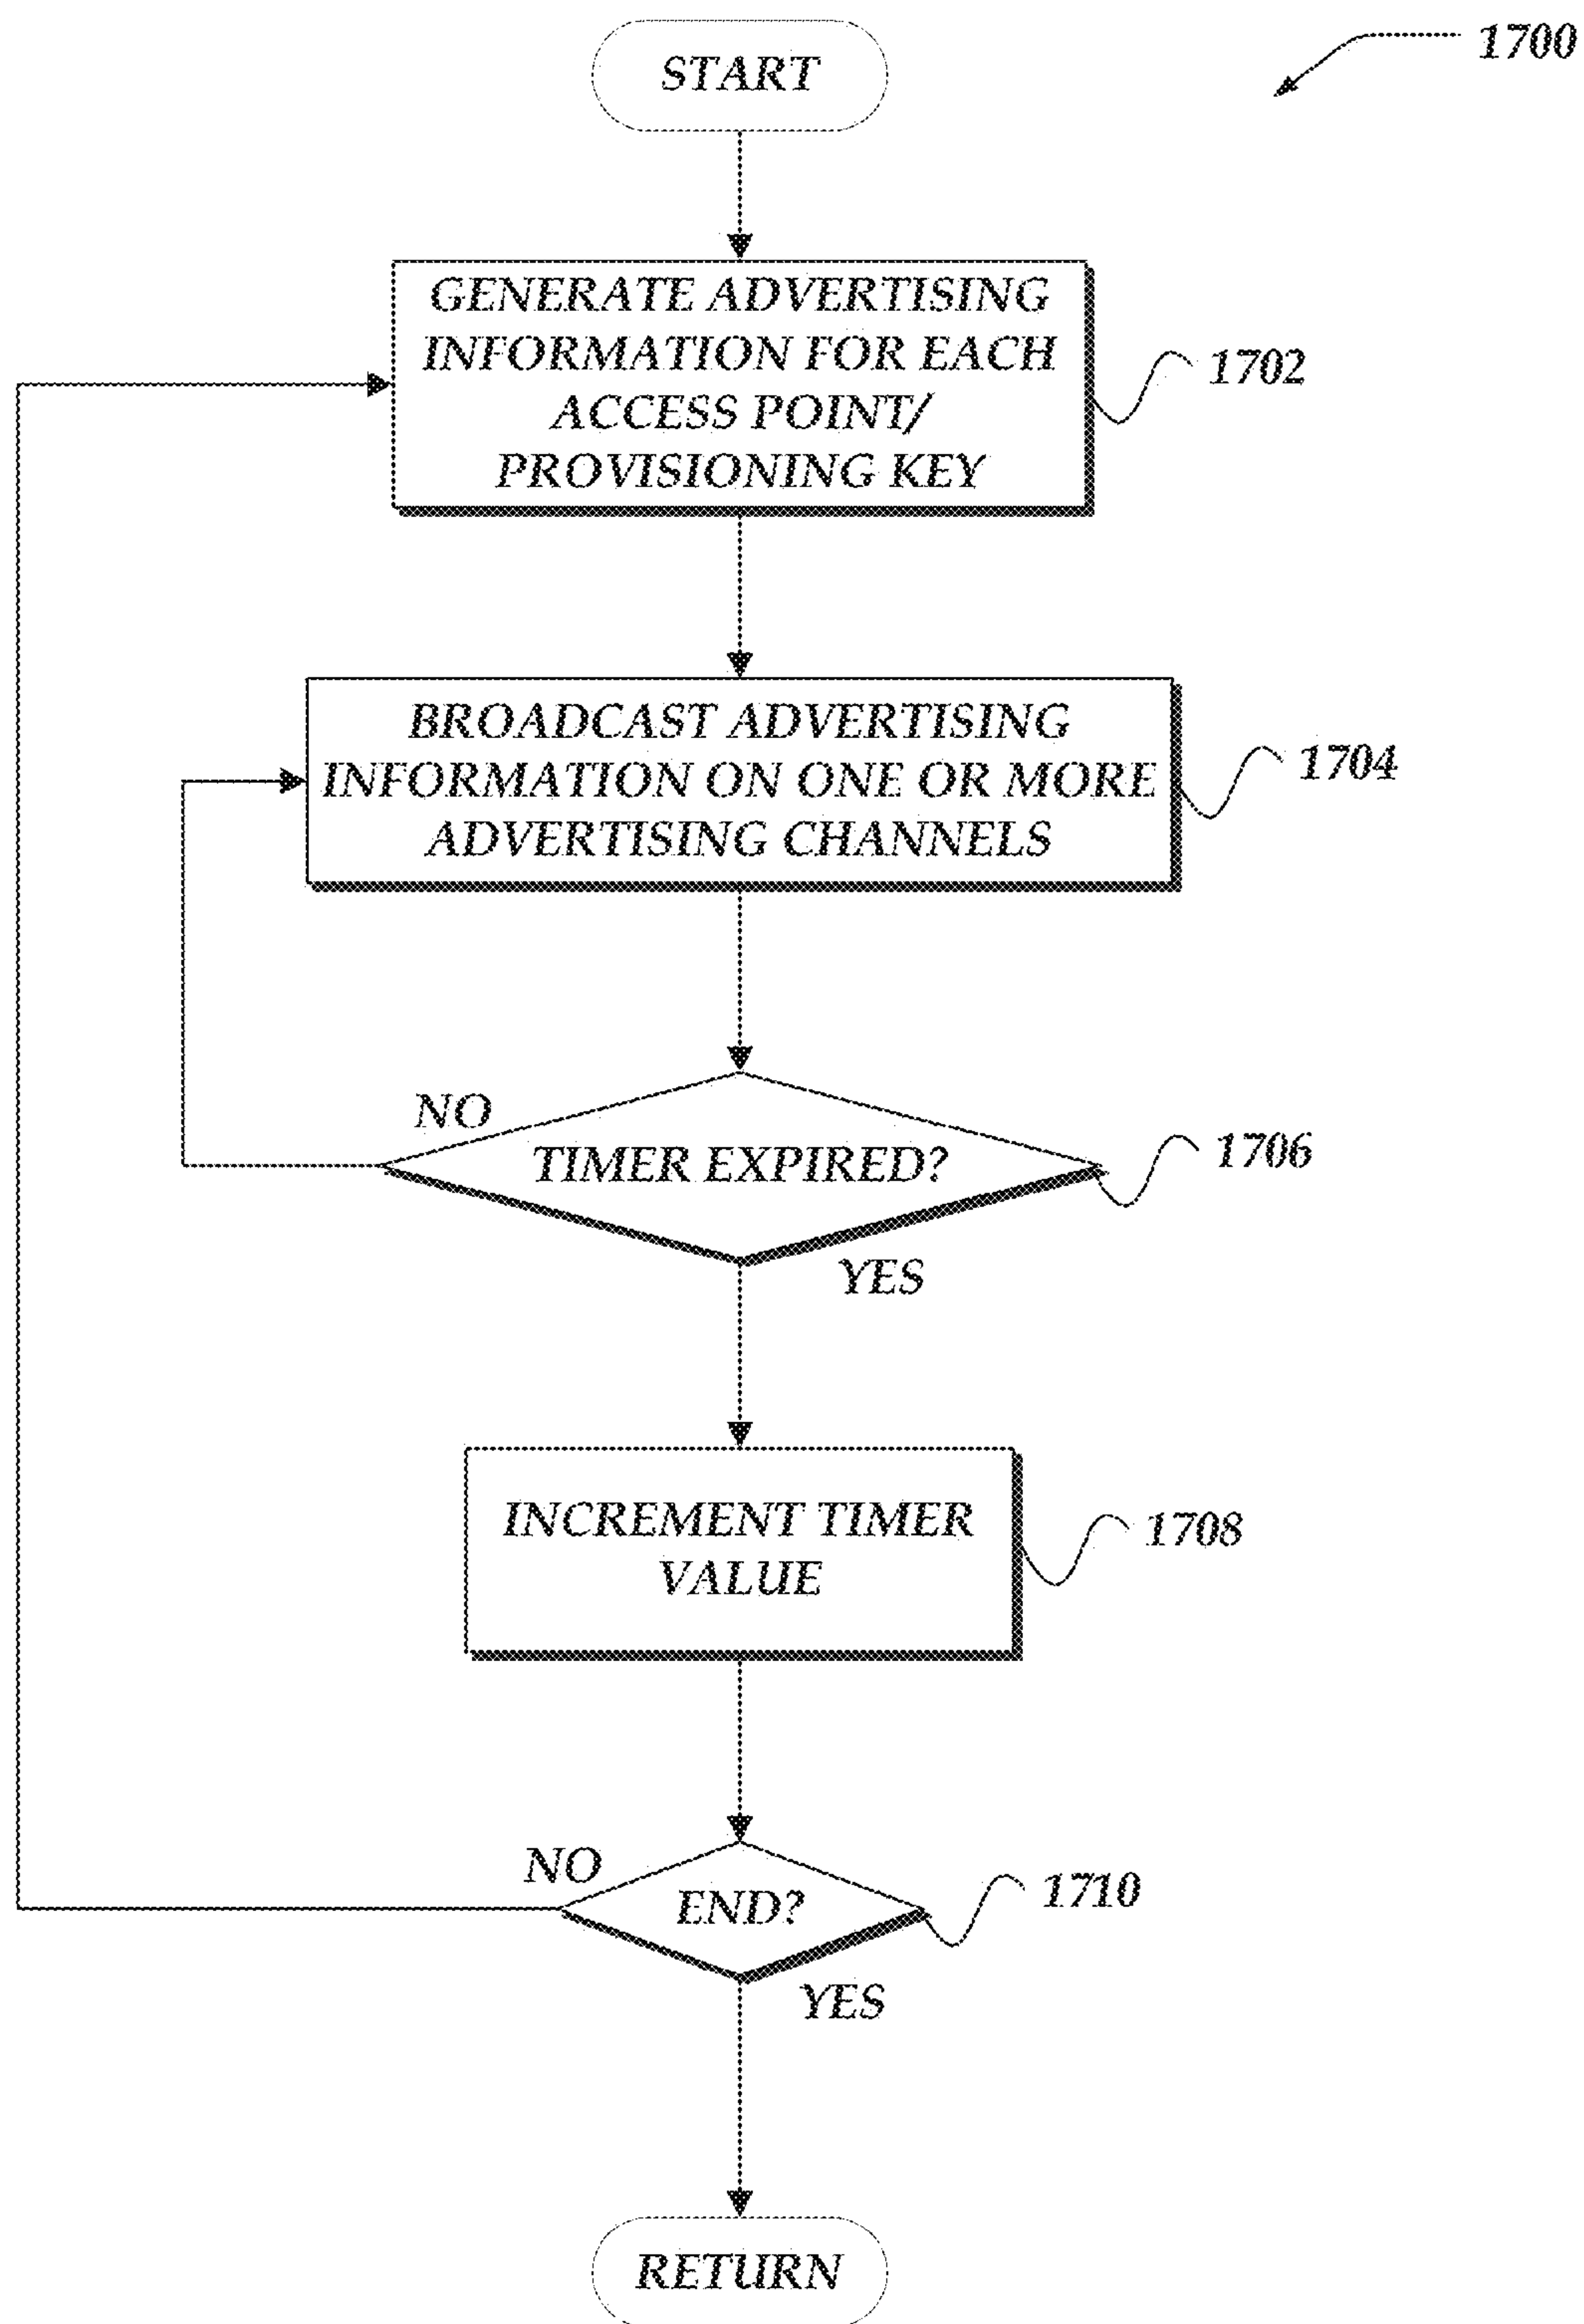 START
1700
GENERATE ADVERTISING
INFORMATION FOR EACH
ACCESS POINT/
PROVISIONING KEY
1702
BROADCAST ADVERTISING
INFORMATION ON ONE OR MORE
ADVERTISING CHANNELS
1704
NO
TIMER EXPIRED?
1706
YES
INCREMENT TIMER
VALUE
1708
NO
END?
1710
YES
RETURN